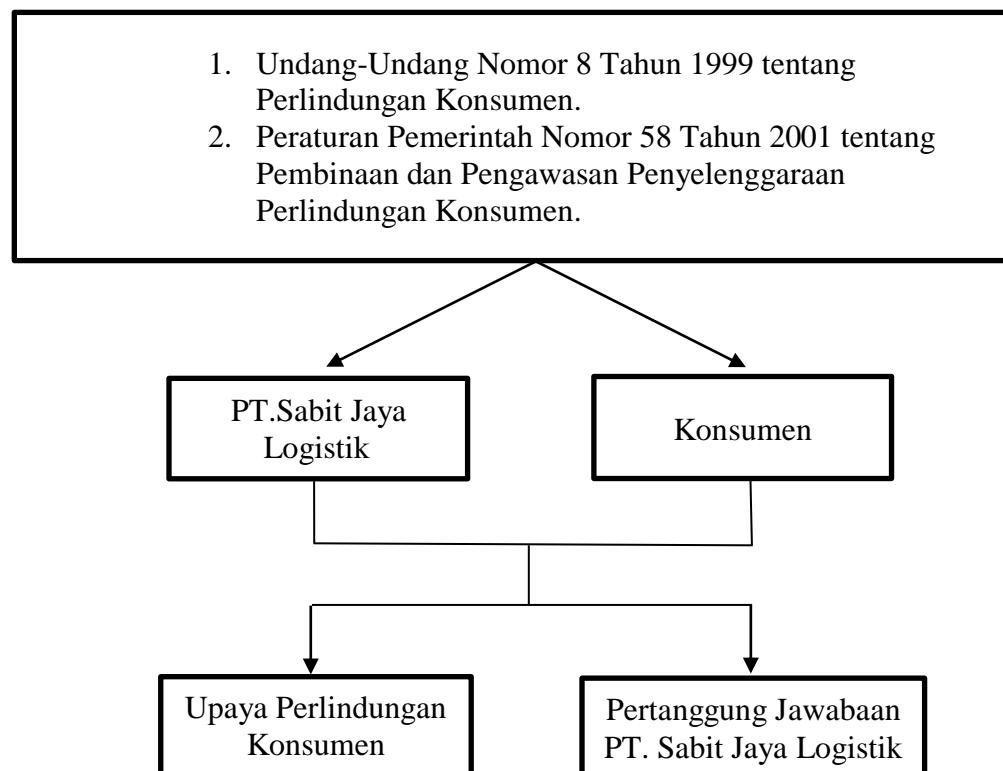 1. Undang-Undang Nomor 8 Tahun 1999 tentang
Perlindungan Konsumen.
2. Peraturan Pemerintah Nomor 58 Tahun 2001 tentang
Pembinaan dan Pengawasan Penyelenggaraan
Perlindungan Konsumen.
PT.Sabit Jaya
Logistik
Konsumen
Upaya Perlindungan
Konsumen
Pertanggung Jawabaan
PT. Sabit Jaya Logistik